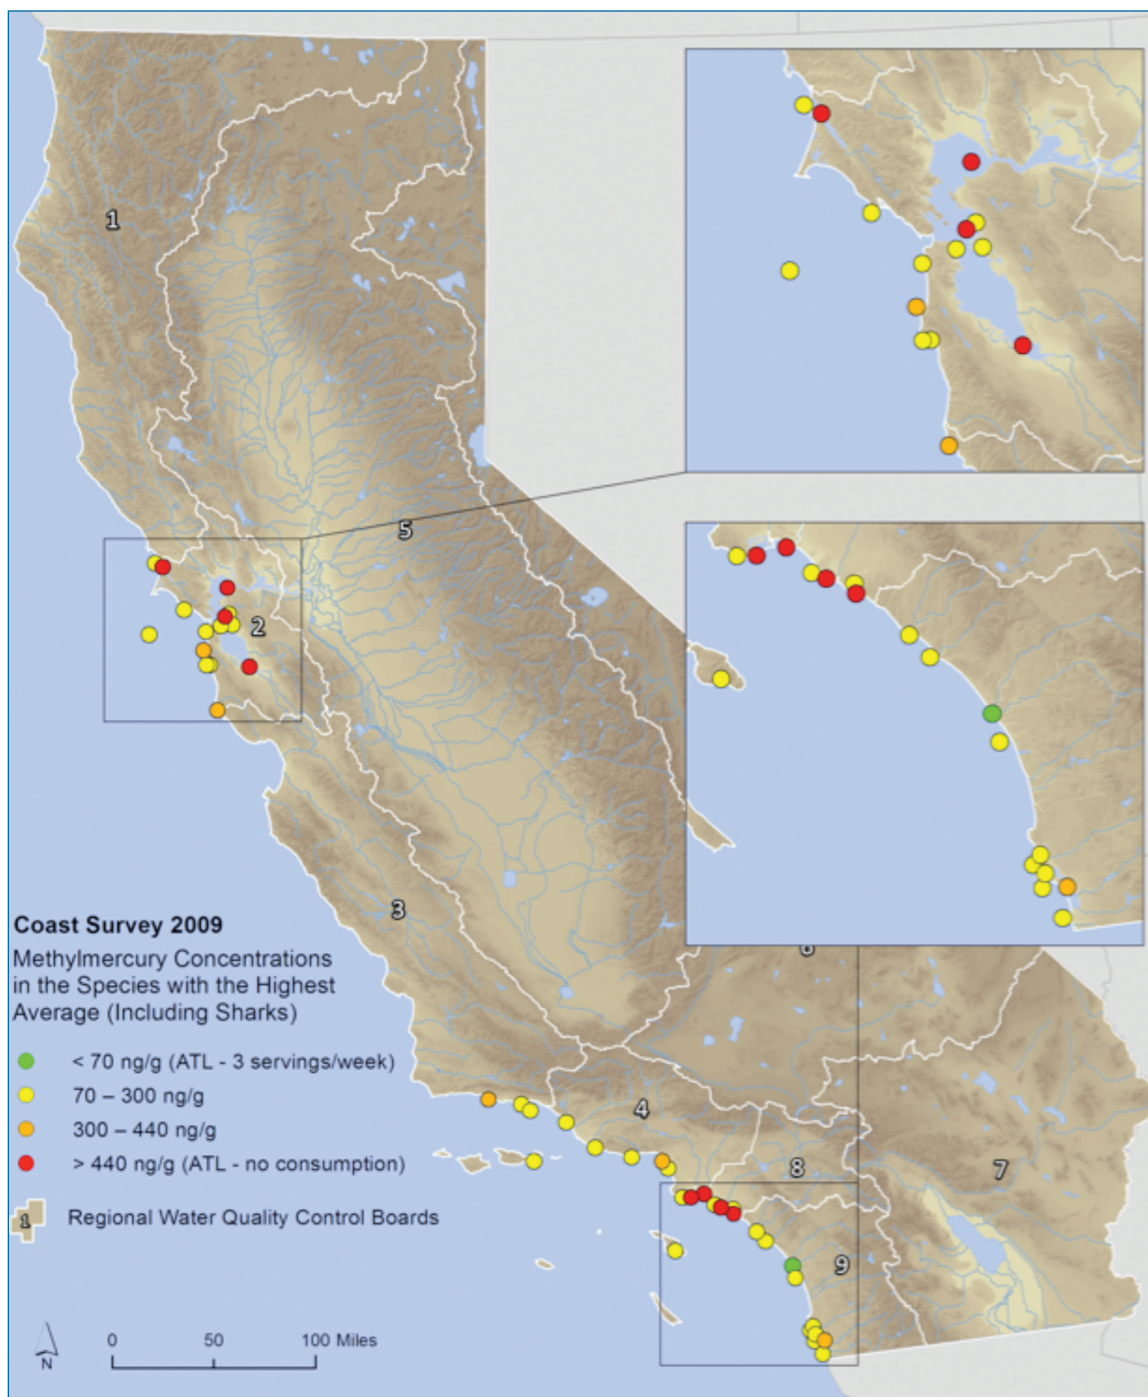 1
5
2
3
6
4
8
7
9
Coast Survey 2009
Methylmercury Concentrations
in the Species with the Highest
Average (Including Sharks)
< 70 ng/g (ATL - 3 servings/week)
70 – 300 ng/g
300 – 440 ng/g
> 440 ng/g (ATL - no consumption)
1 Regional Water Quality Control Boards
N
0 50 100 Miles